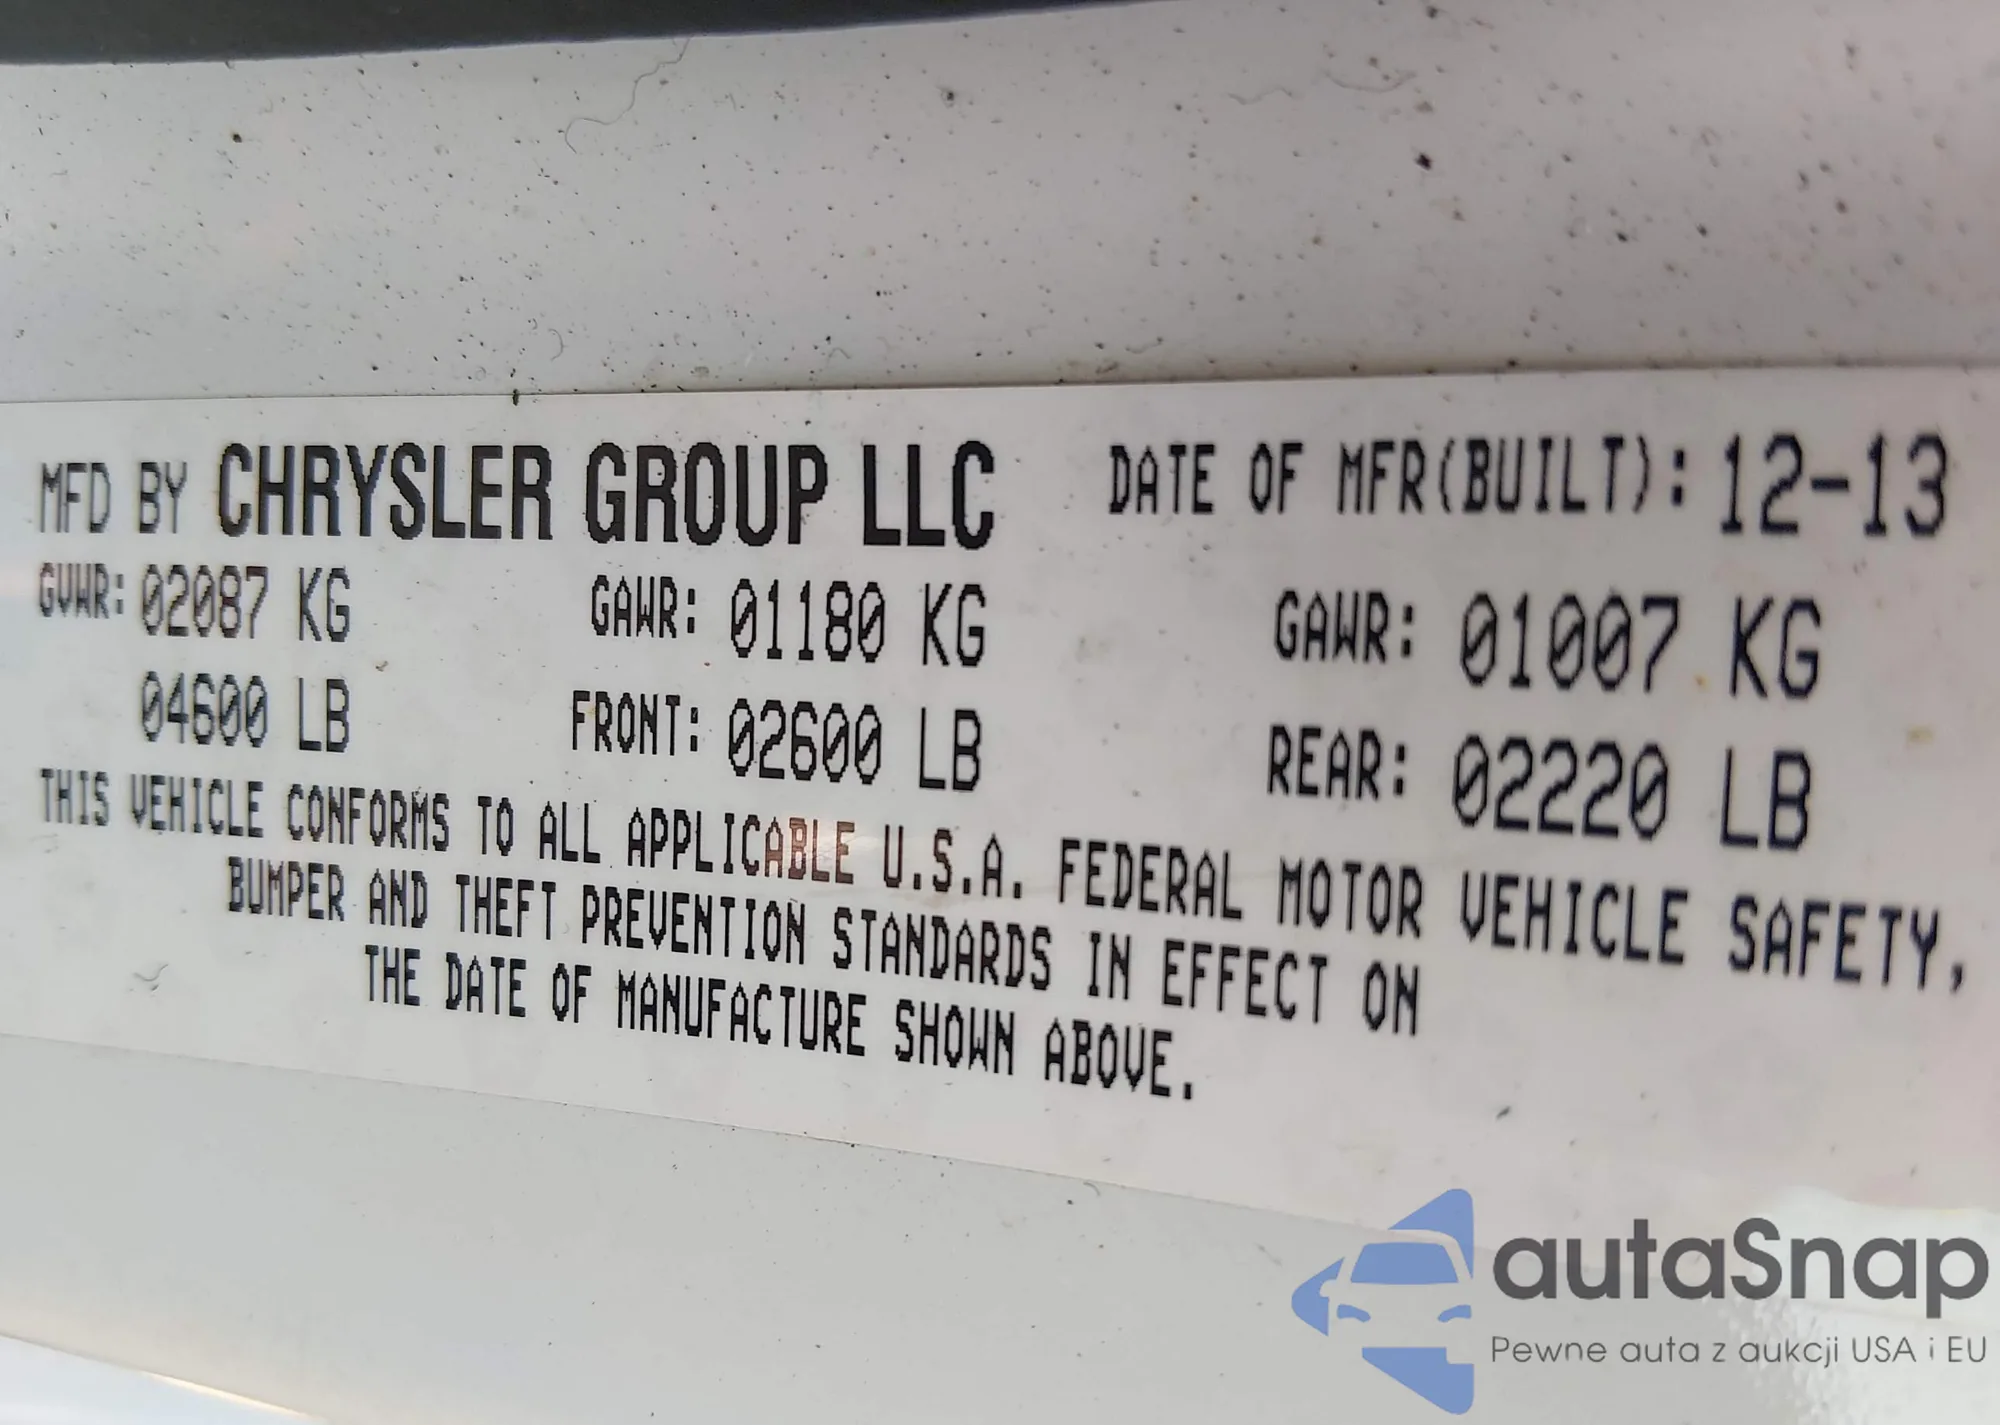 MFD BY CHRYSLER GROUP LLC DATE OF MFR(BUILT): 12-13
GVWR: 02087 KG GAWR: 01180 KG GAWR: 01007 KG
04600 LB FRONT: 02600 LB REAR: 02220 LB
THIS VEHICLE CONFORMS TO ALL APPLICABLE U.S.A. FEDERAL MOTOR VEHICLE SAFETY,
BUMPER AND THEFT PREVENTION STANDARDS IN EFFECT ON
THE DATE OF MANUFACTURE SHOWN ABOVE.
autaSnap
Pewne auta z aukcji USA i EU